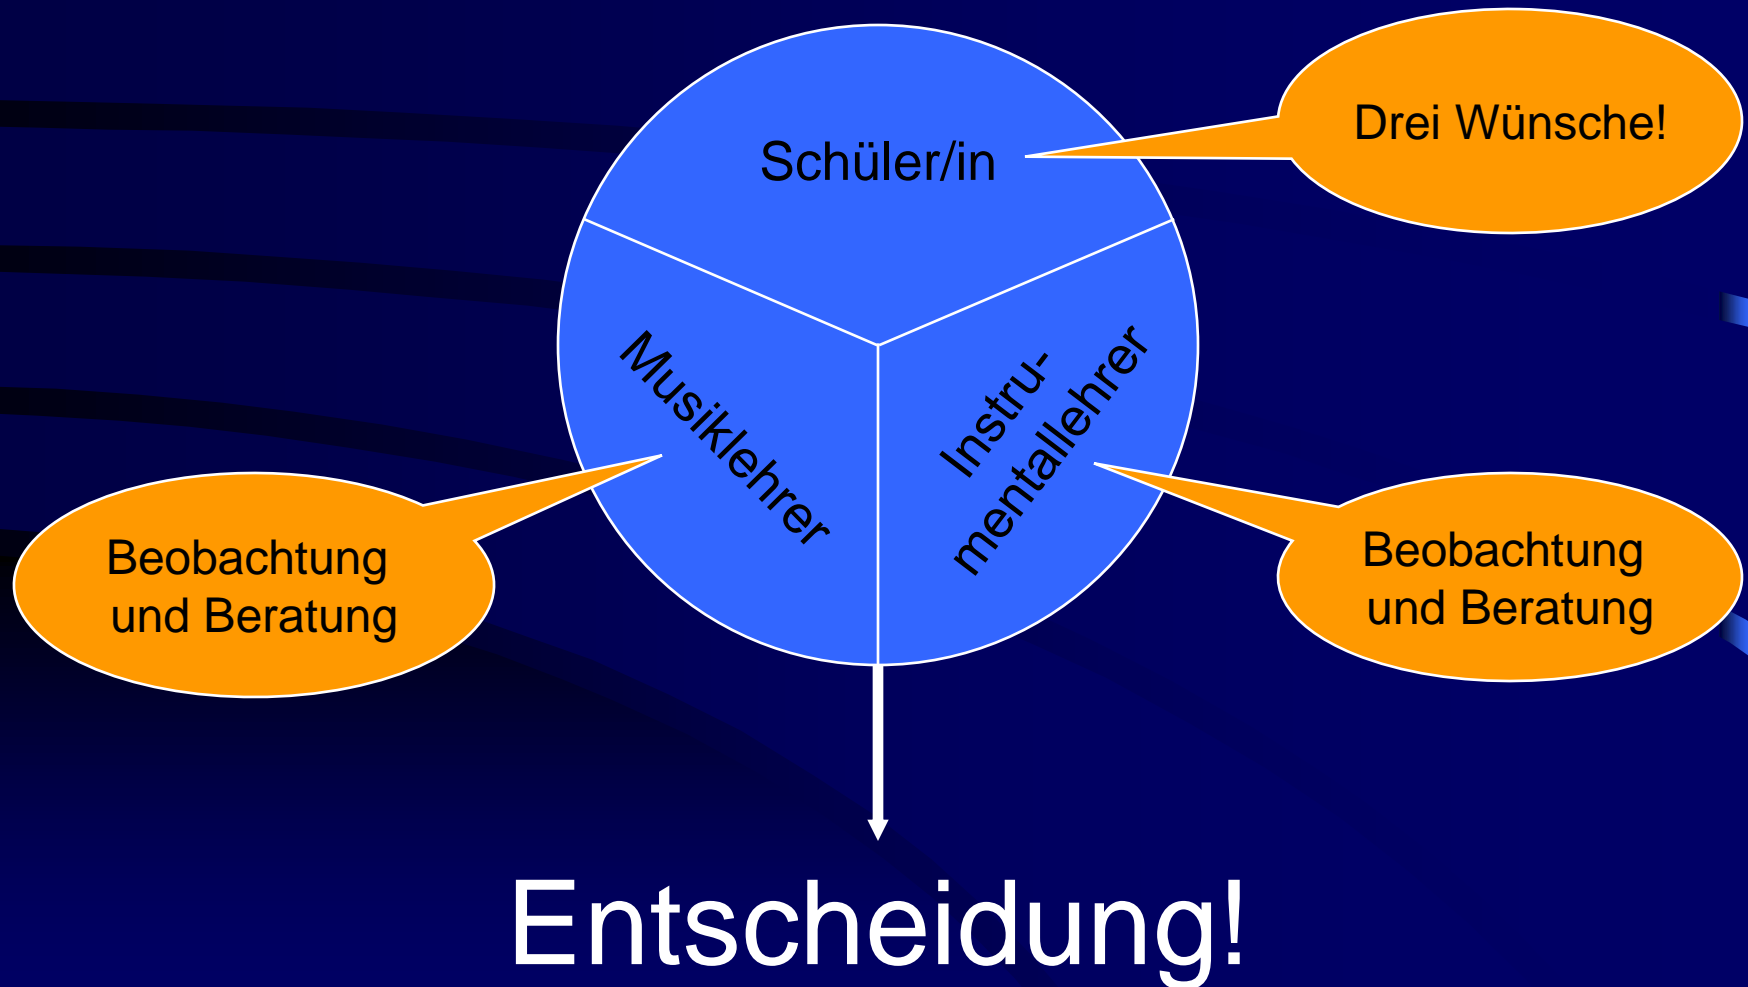 Drei Wünsche!
Schüler/in
Musiklehrer
Instru-
mentallehrer
Beobachtung
und Beratung
Beobachtung
und Beratung
Entscheidung!